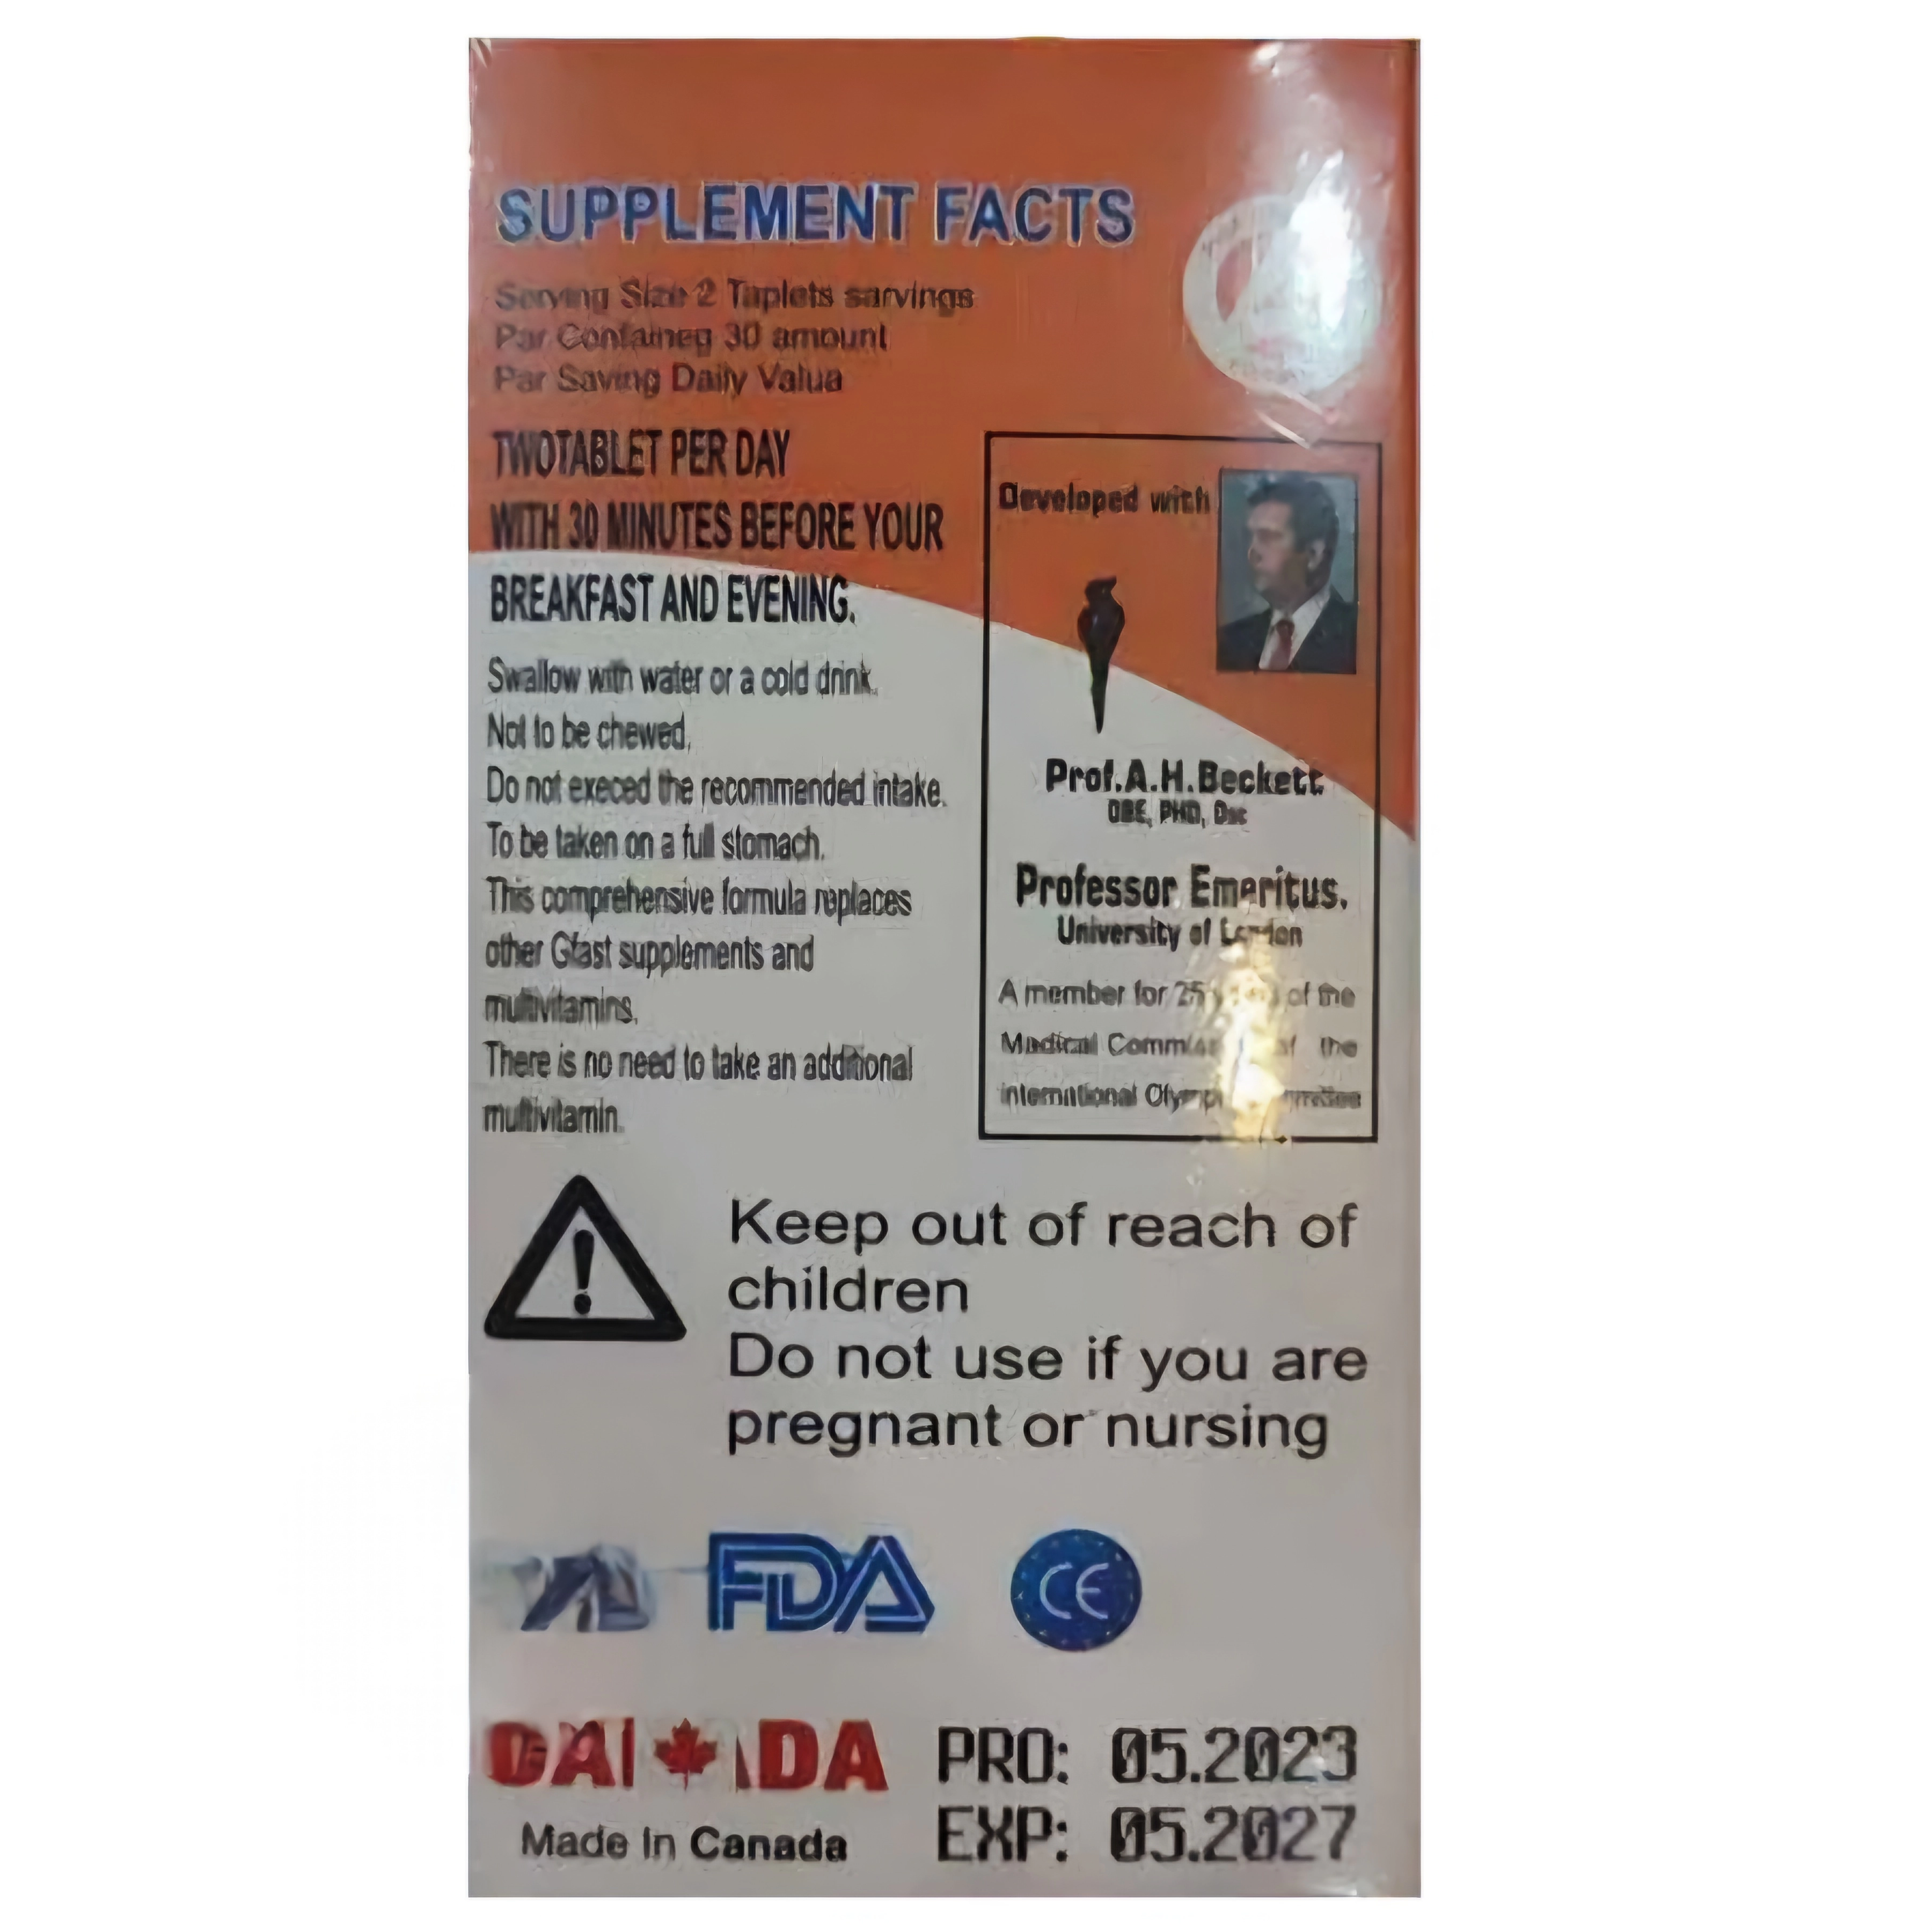 SUPPLEMENT FACTS
Serving Size 2 Taplets sarvings
Par Contaіneg 30 amount
Par Saving Daily Valua
TWOTABLET PER DAY
WITH 30 MINUTES BEFORE YOUR
BREAKFAST AND EVENING.
Swallow with water or a cold drink.
Not to be chewed,
Do not execed the recommended intake.
To be taken on a full stomach.
This comprehensive formula replaces
other Gfast supplements and
multivitamins,
There is no need to take an additional
multivitamin.
Developed with
Prof.A.H.Beckett
OBE, PHD, Dsc
Professor Emeritus.
University of London
A member for 25 of the
Medical of the
international
Keep out of reach of
children
Do not use if you are
pregnant or nursing
FDA
CE
Made In Canada
PRO: 05.2023
EXP: 05.2027